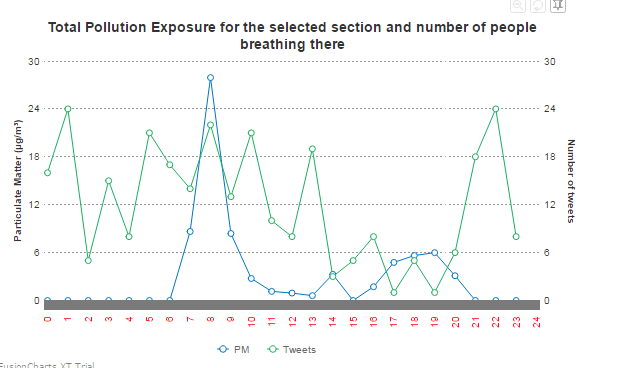 Total Pollution Exposure for the selected section and number of people
breathing there
30
24
18
12
6
0
Particulate Matter (µg/m³)
30
24
18
12
6
0
Number of tweets
0 1 2 3 4 5 6 7 8 9 10 11 12 13 14 15 16 17 18 19 20 21 22 23 24
PM Tweets
FusionCharts XT Trial